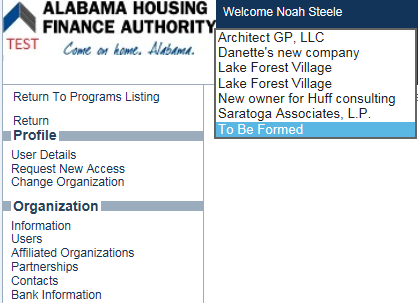 ALABAMA HOUSING
FINANCE AUTHORITY
TEST
Come on home. Alabama.
Welcome Noah Steele
Architect GP, LLC
Danette's new company
Lake Forest Village
Lake Forest Village
New owner for Huff consulting
Saratoga Associates, L.P.
To Be Formed
Return To Programs Listing
Return
Profile
User Details
Request New Access
Change Organization
Organization
Information
Users
Affiliated Organizations
Partnerships
Contacts
Bank Information